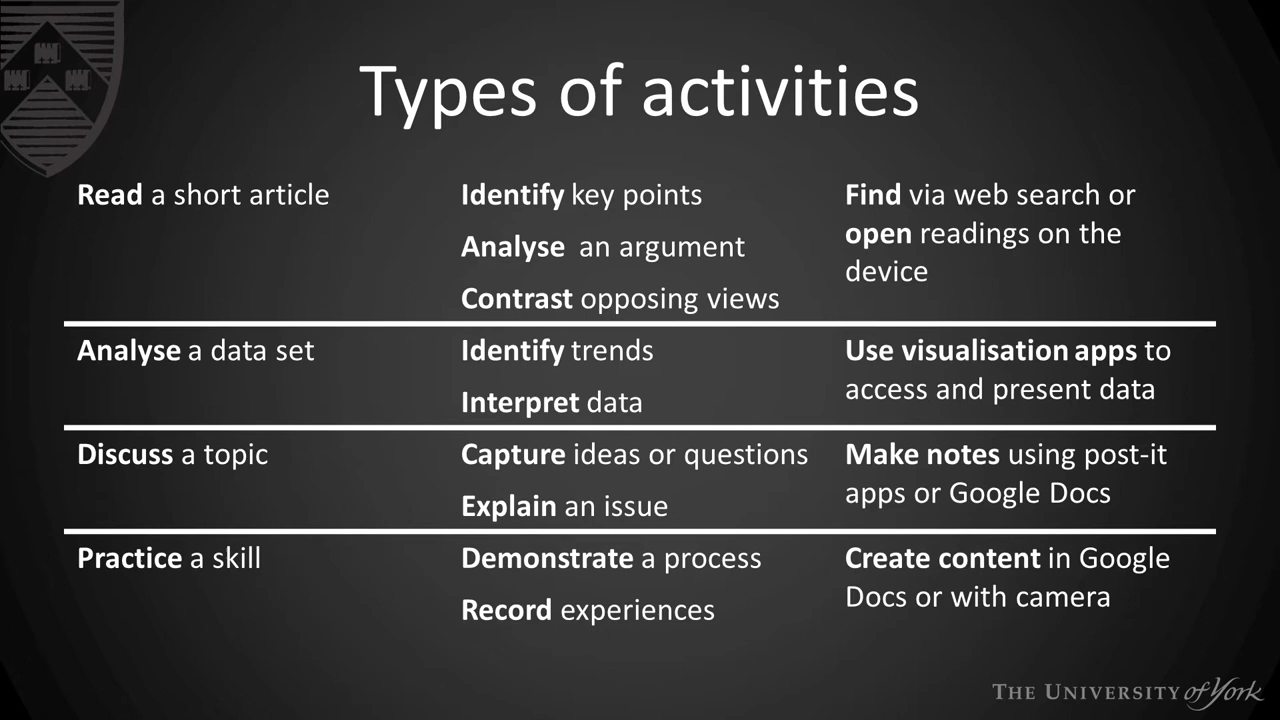 Types of activities
Read a short article
Identify key points
Analyse an argument
Contrast opposing views
Find via web search or
open readings on the
device
Analyse a data set
Identify trends
Interpret data
Use visualisation apps to
access and present data
Discuss a topic
Capture ideas or questions
Explain an issue
Make notes using post-it
apps or Google Docs
Practice a skill
Demonstrate a process
Record experiences
Create content in Google
Docs or with camera
THE UNIVERSITY of York